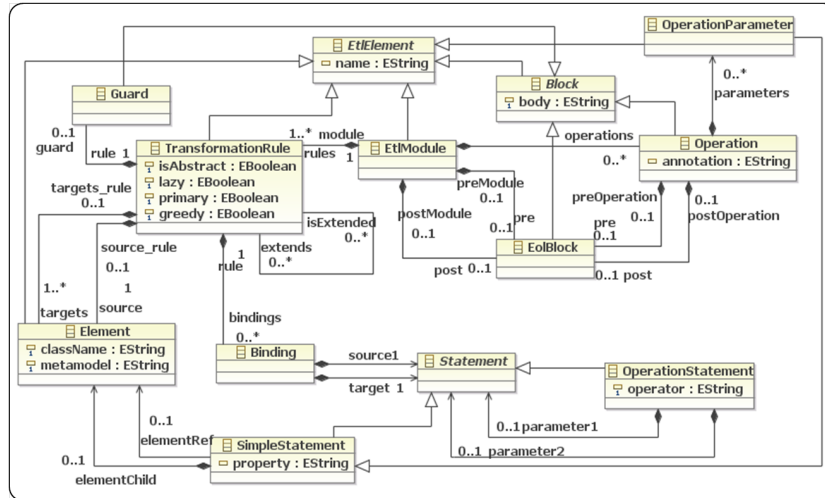 EtlElement
name : EString
OperationParameter
Guard
Block
body : EString
0..*
parameters
0..1
guard
rule 1
TransformationRule
isAbstract : EBoolean
lazy : EBoolean
primary : EBoolean
greedy : EBoolean
1..* module
rules 1
EtlModule
operations
0..*
Operation
annotation : EString
targets_rule
0..1
preModule
0..1
postModule
0..1
pre
0..1
preOperation
0..1
0..1
postOperation
isExtended
0..*
source_rule
0..1
extends
0..*
1
rule
EolBlock
pre
0..1
post 0..1
0..1 post
1..*
targets
1
source
bindings
0..*
Element
className : EString
metamodel : EString
Binding
source1
target 1
Statement
OperationStatement
operator : EString
0..1
elementRef
0..1parameter1
0..1 parameter2
SimpleStatement
property : EString
0..1
elementChild